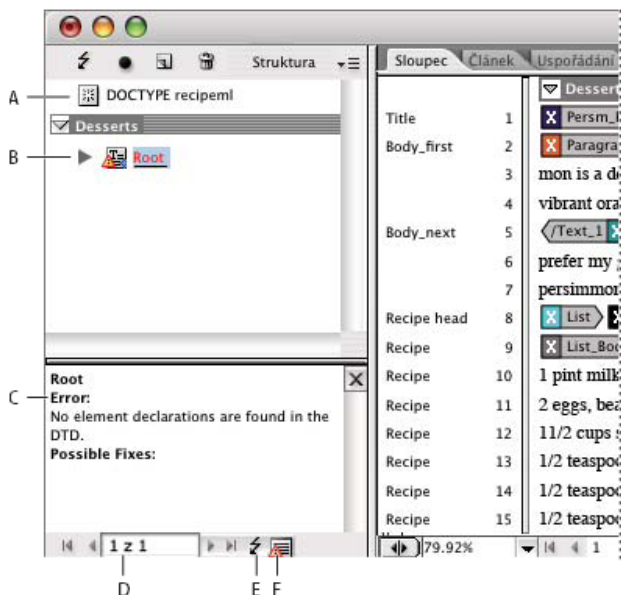 Struktura
A
DOCTYPE recipeml
Desserts
B
Root
C
Root
Error:
No element declarations are found in the
DTD.
Possible Fixes:
1 z 1
D
E
F
Sloupec
Článek
Uspořádání
Dessert
Title 1
Body_first 2 Paragra
3 mon is a d
4 vibrant ora
Body_next 5 /Text_1
6 prefer my
7 persimmon
Recipe head 8 List
Recipe 9 List_Bo
Recipe 10 1 pint milk
Recipe 11 2 eggs, bea
Recipe 12 11/2 cups s
Recipe 13 1/2 teaspo
Recipe 14 1/2 teaspo
Recipe 15 1/2 teaspo
79.92%
1